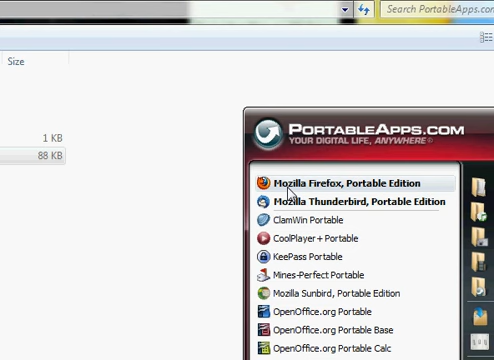 Search PortableApps.com
Size
1 KB
88 KB
PORTABLEAPPS.COM
YOUR DIGITAL LIFE, ANYWHERE®
Mozilla Firefox, Portable Edition
Mozilla Thunderbird, Portable Edition
ClamWin Portable
CoolPlayer+ Portable
KeePass Portable
Mines-Perfect Portable
Mozilla Sunbird, Portable Edition
OpenOffice.org Portable
OpenOffice.org Portable Base
OpenOffice.org Portable Calc